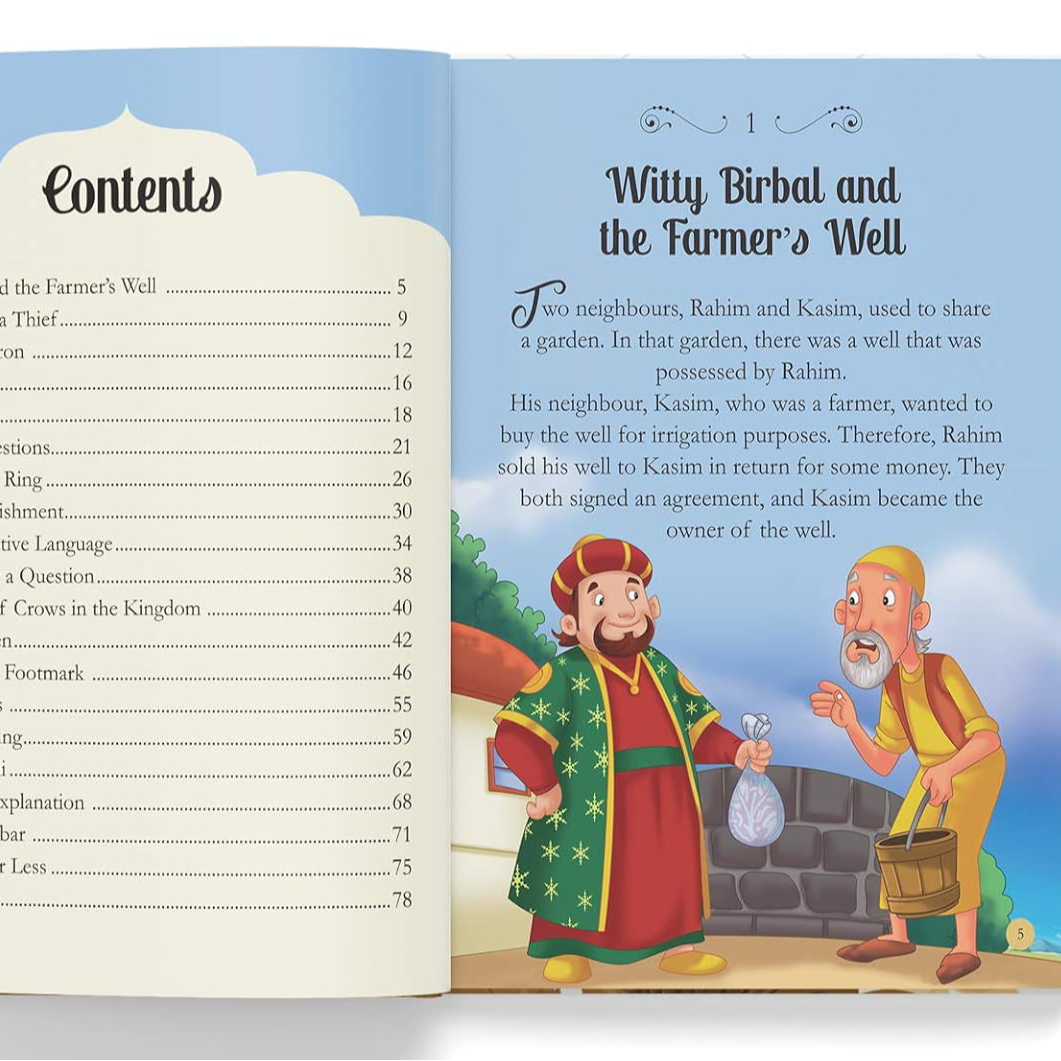 Contents
d the Farmer's Well .......... 5
a Thief .......... 9
ron .......... 12
.......... 16
.......... 18
estions .......... 21
Ring .......... 26
ishment .......... 30
tive Language .......... 34
a Question .......... 38
f Crows in the Kingdom .......... 40
en .......... 42
Footmark .......... 46
s .......... 55
ng .......... 59
i .......... 62
xplanation .......... 68
bar .......... 71
r Less .......... 75
.......... 78
1
Witty Birbal and
the Farmer's Well
Two neighbours, Rahim and Kasim, used to share
a garden. In that garden, there was a well that was
possessed by Rahim.
His neighbour, Kasim, who was a farmer, wanted to
buy the well for irrigation purposes. Therefore, Rahim
sold his well to Kasim in return for some money. They
both signed an agreement, and Kasim became the
owner of the well.
5